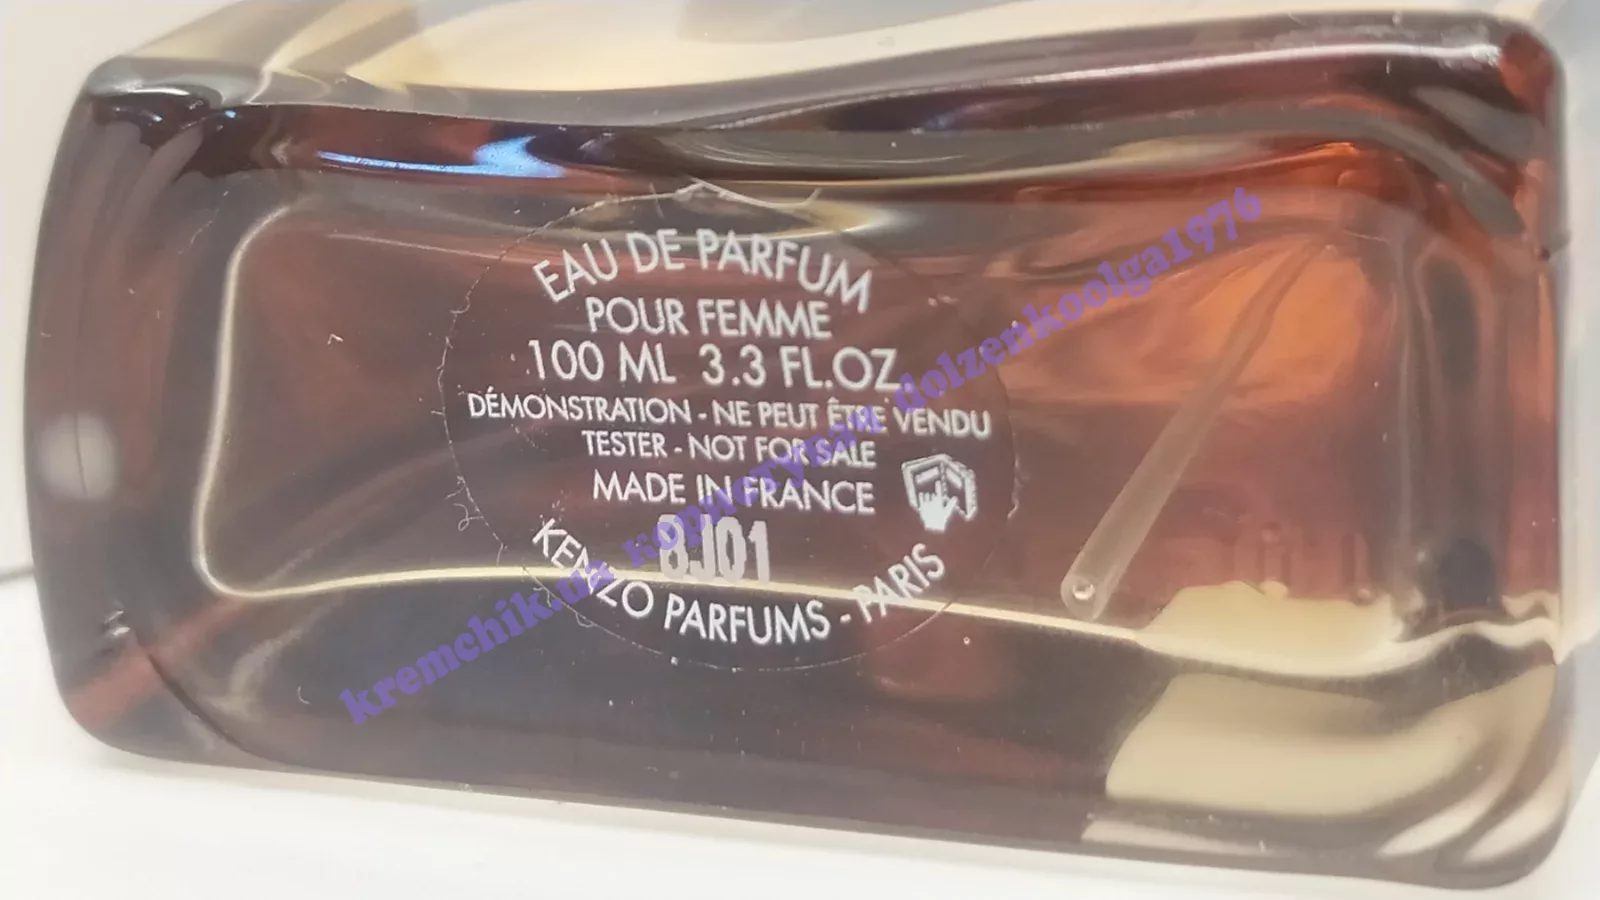 EAU DE PARFUM
POUR FEMME
100 ML 3.3 FL.OZ.
DÉMONSTRATION - NE PEUT ÊTRE VENDU
TESTER - NOT FOR SALE
MADE IN FRANCE
8J01
KENZO PARFUMS - PARIS
kremchik.ua копирувач dolzenkoolga1976